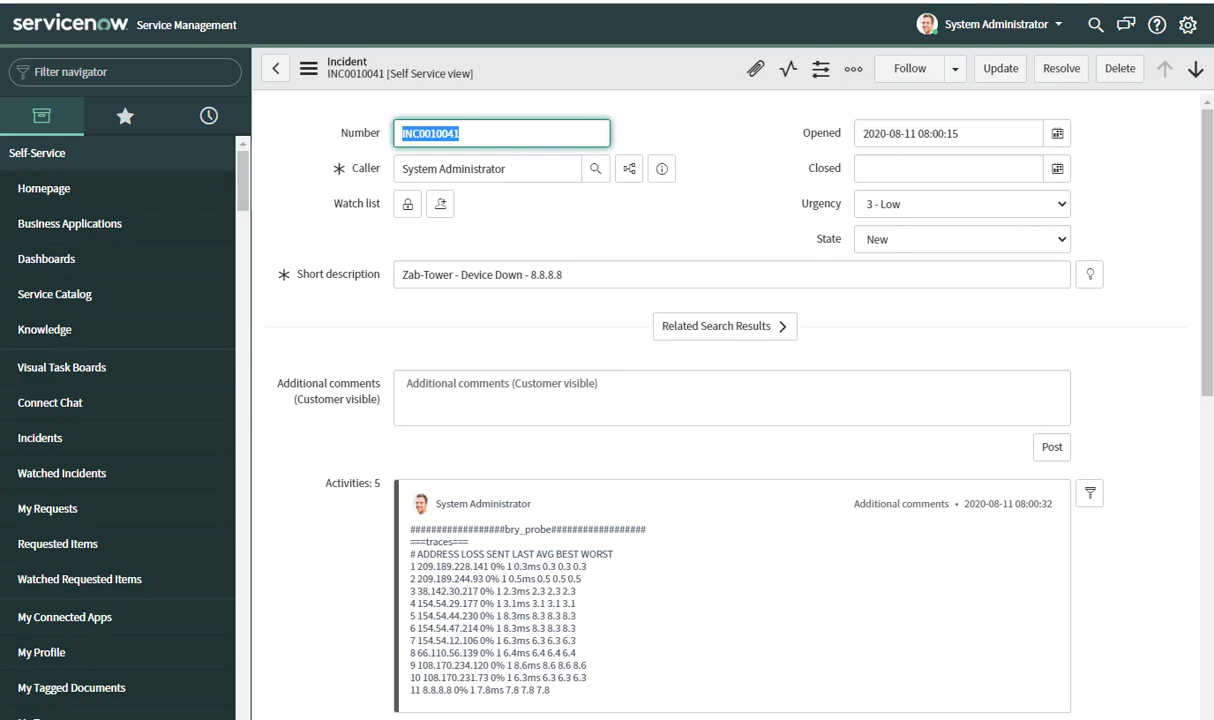 servicenow Service Management
System Administrator
Filter navigator
Self-Service
Homepage
Business Applications
Dashboards
Service Catalog
Knowledge
Visual Task Boards
Connect Chat
Incidents
Watched Incidents
My Requests
Requested Items
Watched Requested Items
My Connected Apps
My Profile
My Tagged Documents
Incident
INC0010041 [Self Service view]
Follow
Update
Resolve
Delete
Number INC0010041
Opened 2020-08-11 08:00:15
Caller System Administrator
Closed
Watch list
Urgency 3 - Low
State New
Short description Zab-Tower - Device Down - 8.8.8.8
Related Search Results
Additional comments
(Customer visible)
Additional comments (Customer visible)
Post
Activities: 5
System Administrator
Additional comments • 2020-08-11 08:00:32
##################bry_probe##################
===traces===
# ADDRESS LOSS SENT LAST AVG BEST WORST
1 209.189.228.141 0% 1 0.3ms 0.3 0.3 0.3
2 209.189.244.93 0% 1 0.5ms 0.5 0.5 0.5
3 38.142.30.217 0% 1 2.3ms 2.3 2.3 2.3
4 154.54.29.177 0% 1 3.1ms 3.1 3.1 3.1
5 154.54.44.230 0% 1 8.3ms 8.3 8.3 8.3
6 154.54.47.214 0% 1 8.3ms 8.3 8.3 8.3
7 154.54.12.106 0% 1 6.3ms 6.3 6.3 6.3
8 66.110.56.139 0% 1 6.4ms 6.4 6.4 6.4
9 108.170.234.120 0% 1 8.6ms 8.6 8.6 8.6
10 108.170.231.73 0% 1 6.3ms 6.3 6.3 6.3
11 8.8.8.8 0% 1 7.8ms 7.8 7.8 7.8